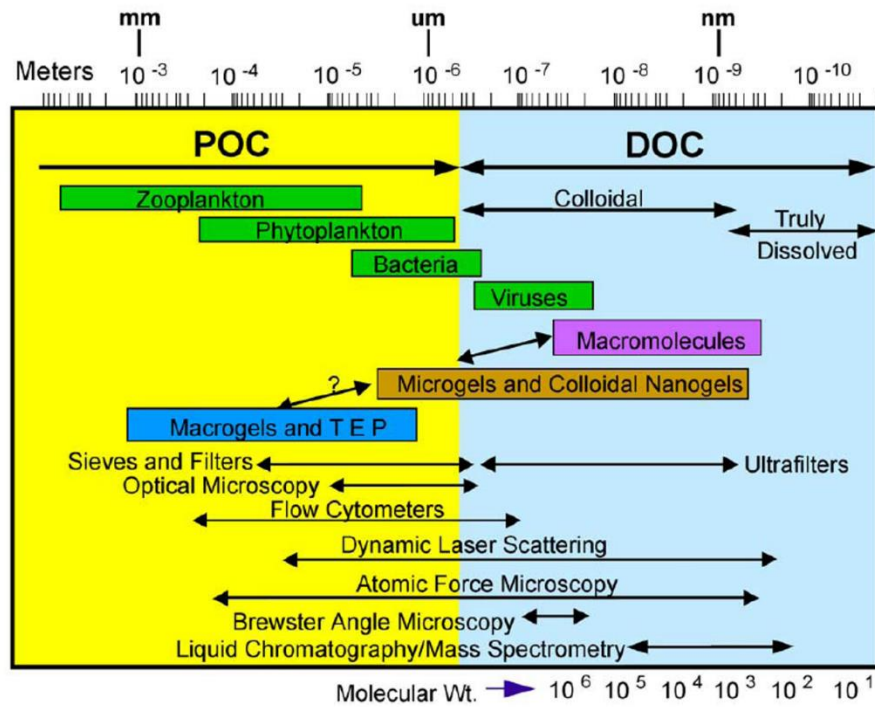 mm um nm
Meters 10 -3 10 -4 10 -5 10 -6 10 -7 10 -8 10 -9 10 -10
POC DOC
Zooplankton Colloidal
Phytoplankton Truly
Dissolved
Bacteria
Viruses
Macromolecules
? Microgels and Colloidal Nanogels
Macrogels and T E P
Sieves and Filters Ultrafilters
Optical Microscopy
Flow Cytometers
Dynamic Laser Scattering
Atomic Force Microscopy
Brewster Angle Microscopy
Liquid Chromatography/Mass Spectrometry
Molecular Wt. 10 6 10 5 10 4 10 3 10 2 10 1